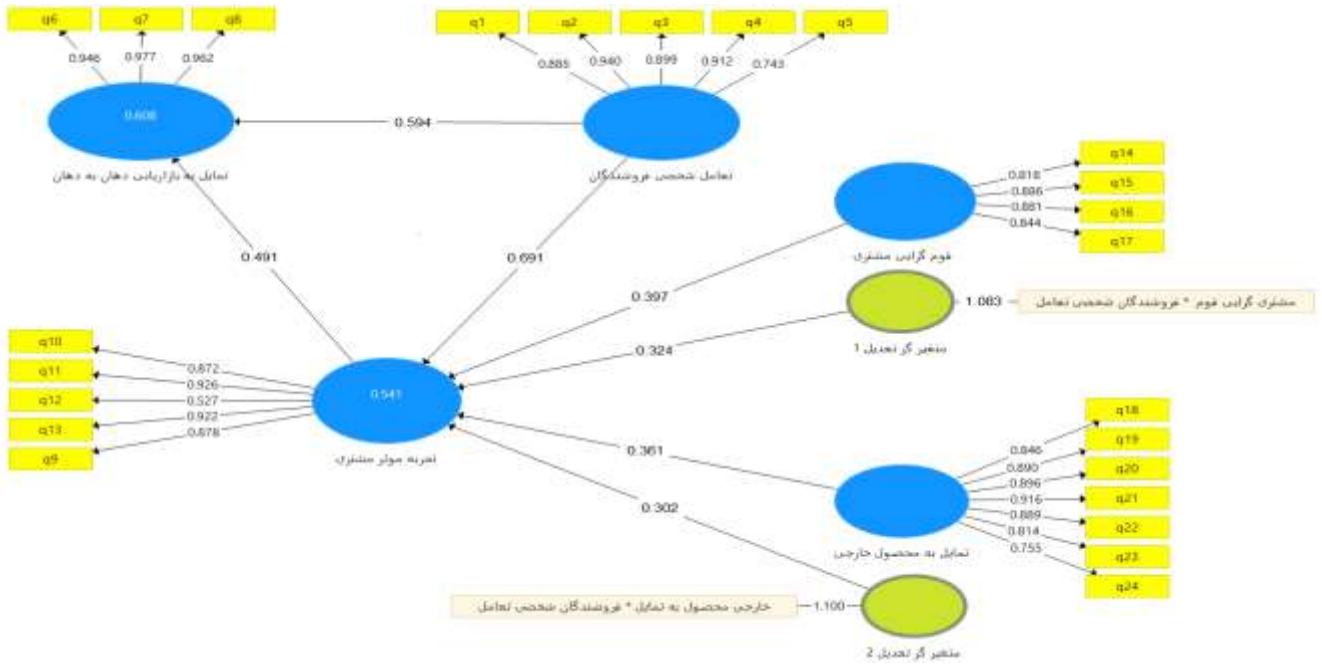 q6
q7
q8
0.946
0.977
0.962
0.608
تمایل به بازاریابی دهان به دهان
q1
q2
q3
q4
q5
0.885
0.940
0.899
0.912
0.743
تعامل شخصی فروشندگان
0.594
0.491
0.691
q14
q15
q16
q17
0.818
0.886
0.881
0.844
قوم گرایی مشتری
0.397
1.083
مشتری گرایی قوم * فروشندگان شخصی تعامل
متغیر گر تعدیل 1
0.324
q10
q11
q12
q13
q9
0.872
0.926
0.527
0.922
0.878
0.541
تجربه موثر مشتری
0.361
0.302
q18
q19
q20
q21
q22
q23
q24
0.846
0.890
0.896
0.916
0.889
0.814
0.755
تمایل به محصول خارجی
خارجی محصول به تمایل * فروشندگان شخصی تعامل
1.100
متغیر گر تعدیل 2